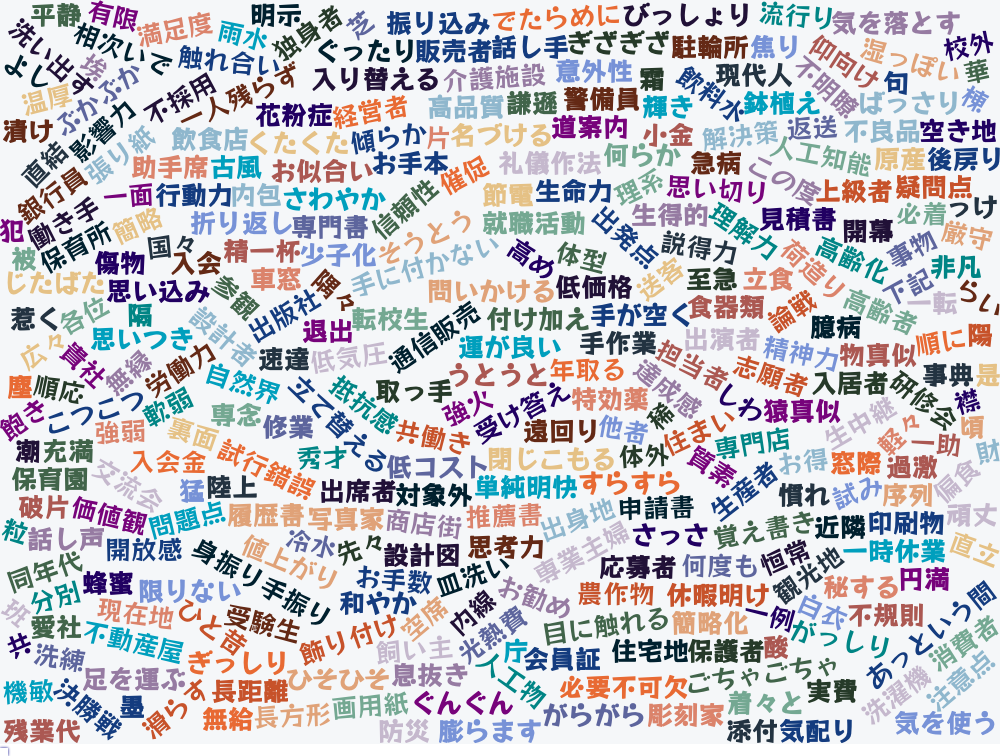 平静
有限
満足度
雨水
明示
独身者
芝
振り込み
でたらめに
びっしょり
流行り
気を落とす
洗い出す
相次いで
触れ合い
ぐったり
販売者
話し手
ぎざぎざ
駐輪所
焦り
仰向け
湿っぽい
校外
よし
埃
ふかふか
不採用
一人残らず
入り替える
介護施設
意外性
霜
飲料水
現代人
不明瞭
句
華
温厚
影響力
花粉症
経営者
高品質
謙遜
警備員
輝き
鉢植え
ばっさり
棟
漬け
直結
張り紙
飲食店
くたくた
傾らか
片
名づける
道案内
小金
解決策
返送
不良品
空き地
銀行員
助手席
古風
お似合い
お手本
催促
礼儀作法
何らか
急病
この度
人工知能
原産
後戻り
働き手
一面
行動力
内包
さわやか
信頼性
節電
生命力
理系
思い切り
上級者
疑問点
犯
保育所
簡略
折り返し
専門書
そうとう
就職活動
出発点
生得的
理解力
見積書
開幕
必着
つけ
被
傷物
国々
入会
精一杯
少子化
手に付かない
高め
体型
説得力
荷造り
高齢化
事物
厳守
じたばた
思い込み
参観
車窓
隅々
問いかける
低価格
送客
至急
立食
下記
非凡
惹く
各位
隔
設計者
出版社
退出
転校生
通信販売
付け加え
手が空く
食器類
論戦
高齢者
一転
らい
広々
貴社
思いつき
無縁
労働力
速達
低気圧
運が良い
手作業
担当者
出演者
精神力
臆病
物真似
順に
陽
塵
順応
自然界
立て替える
抵抗感
取っ手
うとうと
年取る
達成感
志願者
入居者
研修会
事典
是
飽き
こつこつ
軟弱
専念
修業
共働き
強火
受け答え
特効薬
稀
しわ
猿真似
襟
潮
充満
強弱
裏面
試行錯誤
秀才
低コスト
閉じこもる
遠回り
他者
体外
住まい
専門店
生中継
軽々
一助
頃
保育園
交流会
入会金
猛
陸上
出席者
対象外
単純明快
すらすら
質素
生産者
お得
窓際
過激
偏食
財
破片
価値観
問題点
履歴書
写真家
商店街
推薦書
出身地
申請書
慣れ
試み
序列
頑丈
粒
話し声
開放感
身振り手振り
値上がり
冷水
先々
設計図
思考力
専業主婦
さっさ
覚え書き
近隣
印刷物
直立
同年代
蜂蜜
限りない
お手数
皿洗い
応募者
何度も
恒常
観光地
一時休業
秘する
円満
班
分別
現在地
ひと昔
受験生
和やか
空席
内線
お勧め
農作物
休暇明け
一例
白衣
不規則
あっという間
共
愛社
不動産屋
飾り付け
飼い主
光熱費
目に触れる
簡略化
がっしり
消費者
洗練
足を運ぶ
ぎっしり
ひそひそ
息抜き
人工物
庁
会員証
住宅地
保護者
酸
ごちゃごちゃ
機敏
決勝戦
墨
滑らか
長距離
長方形
画用紙
ぐんぐん
必要不可欠
着々と
実費
洗濯機
注意点
残業代
無給
防災
膨らます
がらがら
彫刻家
添付
気配り
気を使う